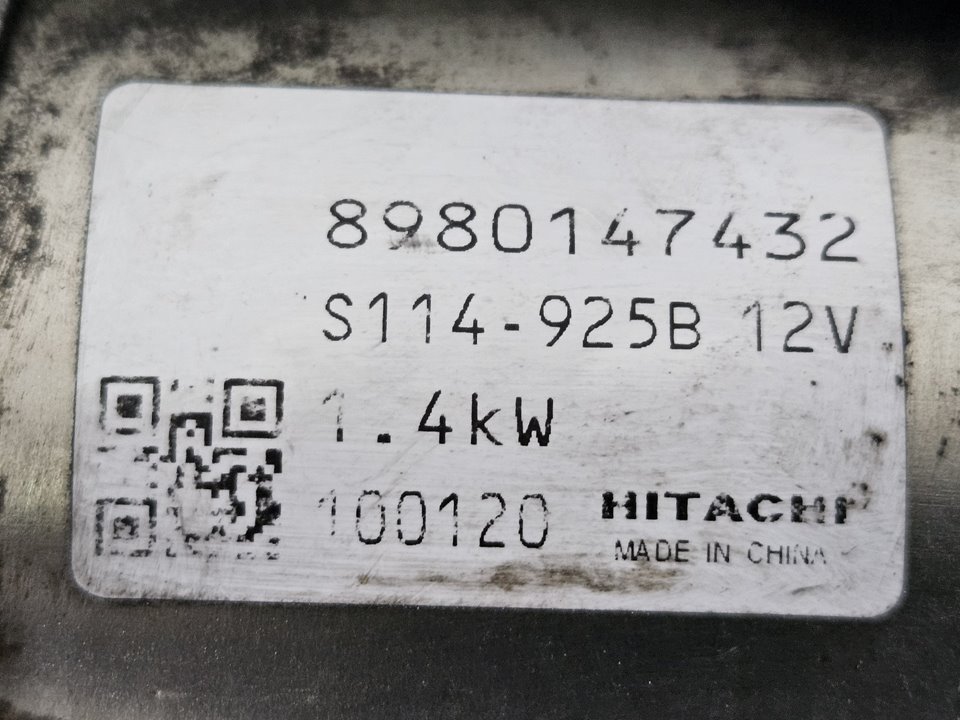 8980147432
S114-925B 12V
1.4kW
100120 HITACHI
MADE IN CHINA